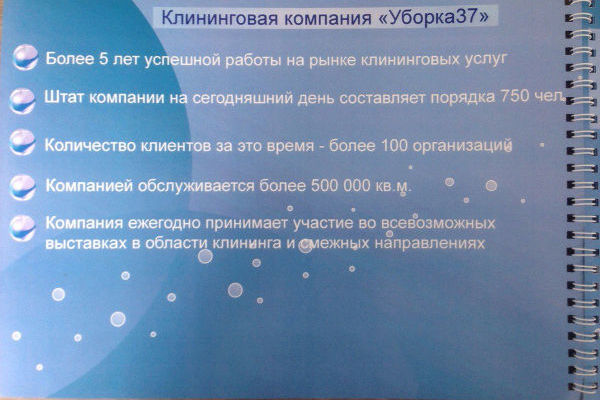 Клининговая компания «Уборка37»
Более 5 лет успешной работы на рынке клининговых услуг
Штат компании на сегодняшний день составляет порядка 750 чел.
Количество клиентов за это время - более 100 организаций
Компанией обслуживается более 500 000 кв.м.
Компания ежегодно принимает участие во всевозможных
выставках в области клининга и смежных направлениях